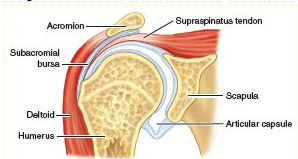 Acromion
Supraspinatus tendon
Subacromial
bursa
Scapula
Deltoid
Articular capsule
Humerus